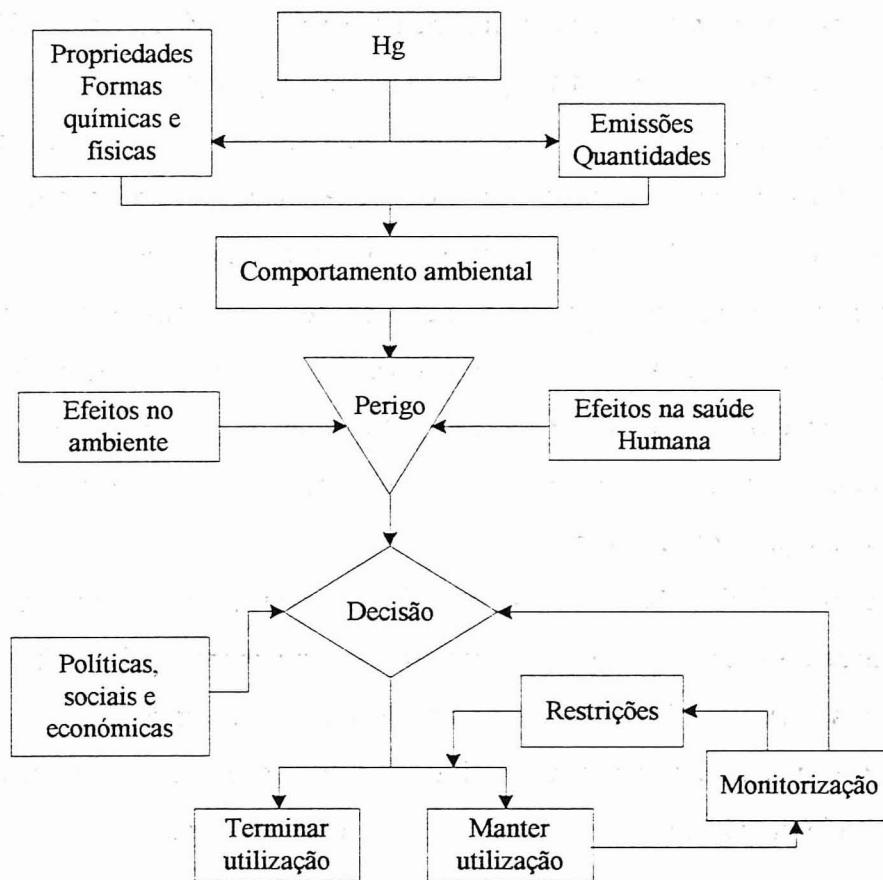 Hg
Propriedades
Formas
químicas e
físicas
Emissões
Quantidades
Comportamento ambiental
Perigo
Efeitos no
ambiente
Efeitos na saúde
Humana
Decisão
Políticas,
sociais e
económicas
Restrições
Monitorização
Terminar
utilização
Manter
utilização